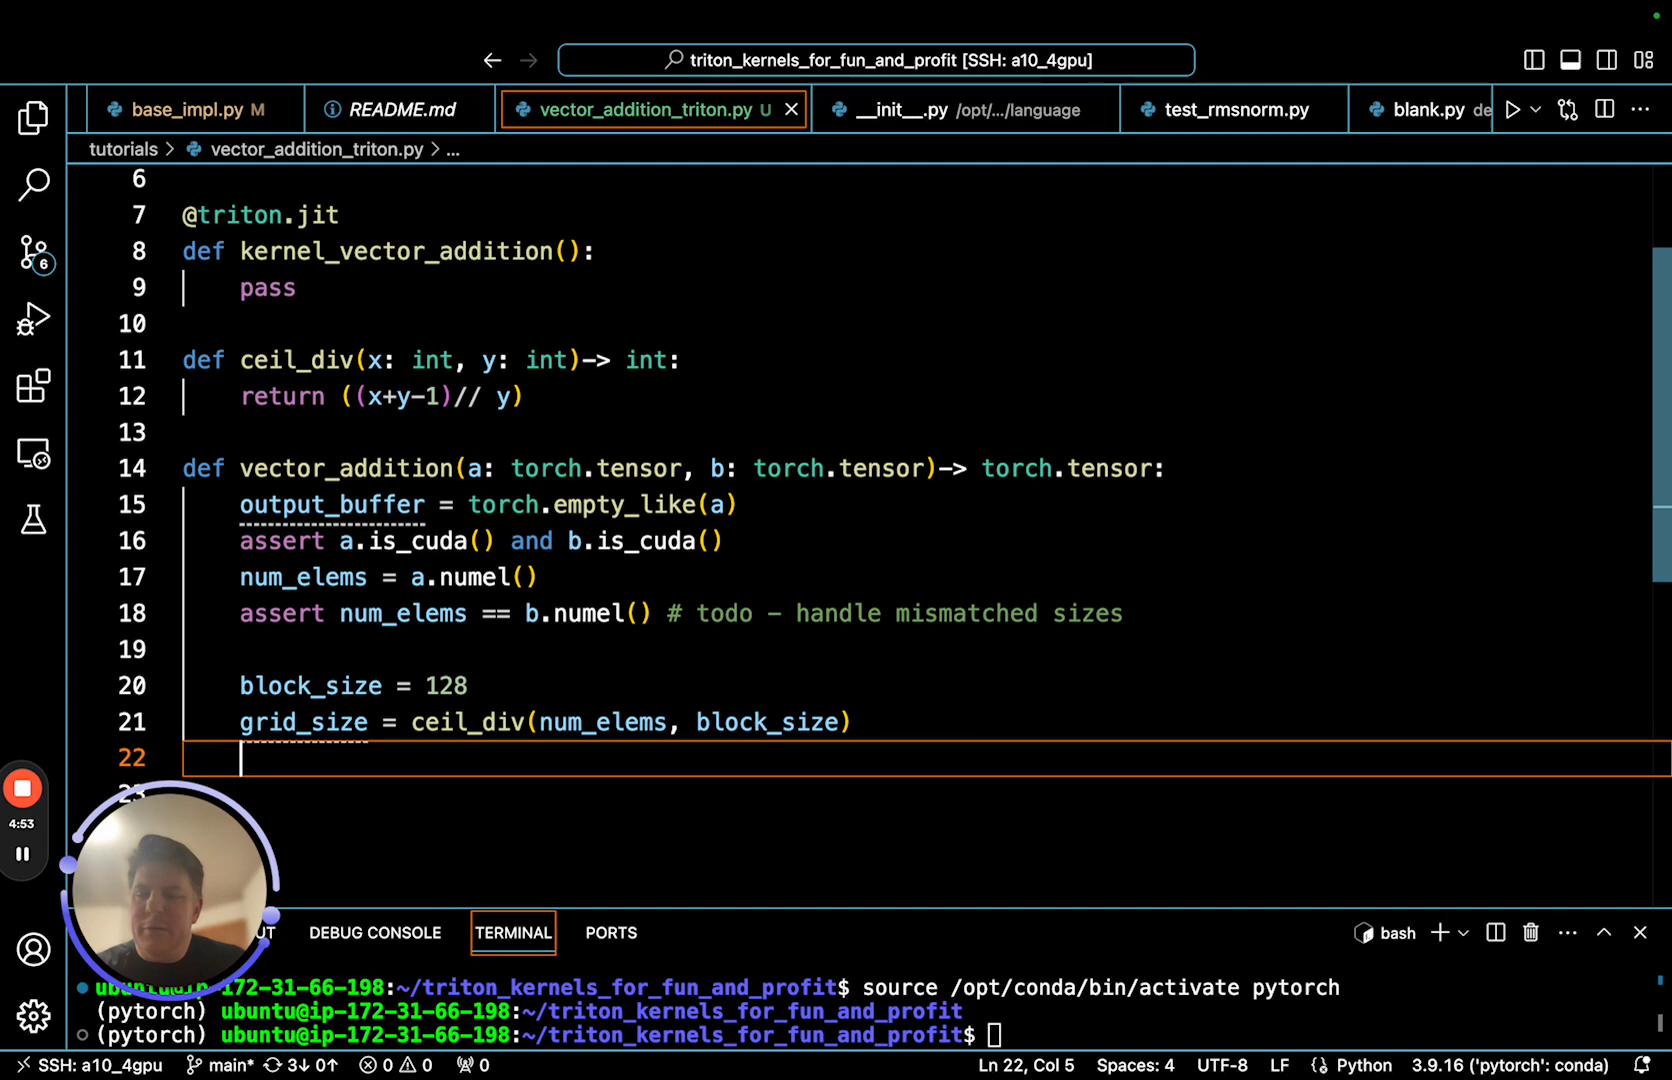 triton_kernels_for_fun_and_profit [SSH: a10_4gpu]
base_impl.py M
README.md
vector_addition_triton.py U
__init__.py /opt/.../language
test_rmsnorm.py
blank.py de
tutorials > vector_addition_triton.py > ...
6
7 @triton.jit
8 def kernel_vector_addition():
9 pass
10
11 def ceil_div(x: int, y: int)-> int:
12 return ((x+y-1)// y)
13
14 def vector_addition(a: torch.tensor, b: torch.tensor)-> torch.tensor:
15 output_buffer = torch.empty_like(a)
16 assert a.is_cuda() and b.is_cuda()
17 num_elems = a.numel()
18 assert num_elems == b.numel() # todo - handle mismatched sizes
19
20 block_size = 128
21 grid_size = ceil_div(num_elems, block_size)
22
23
6
4:53
UT DEBUG CONSOLE TERMINAL PORTS
bash
ubuntu@ip-172-31-66-198:~/triton_kernels_for_fun_and_profit$ source /opt/conda/bin/activate pytorch
(pytorch) ubuntu@ip-172-31-66-198:~/triton_kernels_for_fun_and_profit
(pytorch) ubuntu@ip-172-31-66-198:~/triton_kernels_for_fun_and_profit$
SSH: a10_4gpu main* 3↓ 0↑ 0 0 0 Ln 22, Col 5 Spaces: 4 UTF-8 LF Python 3.9.16 ('pytorch': conda)